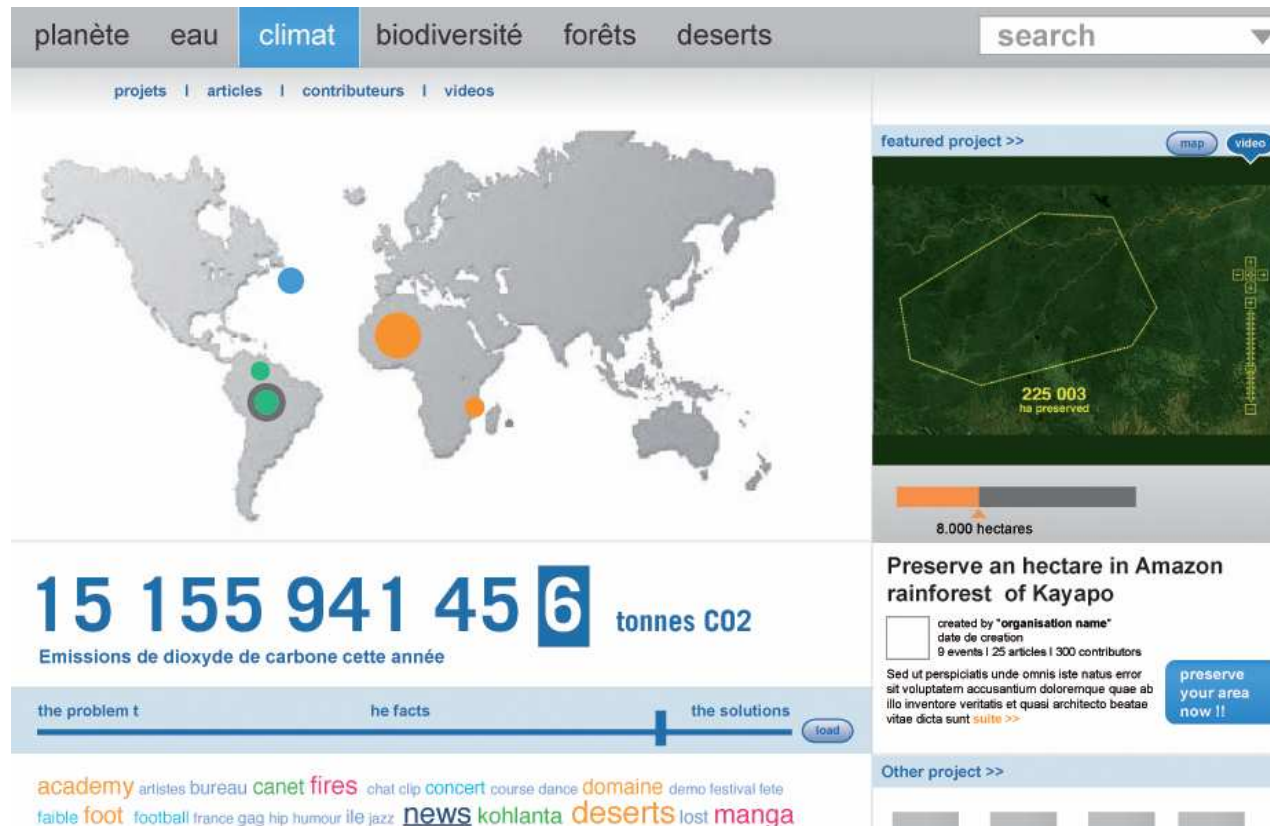 planète eau climat biodiversité forêts deserts search
projets I articles I contributeurs I videos
featured project >> map video
225 003
ha preserved
8.000 hectares
15 155 941 45 6 tonnes CO2
Emissions de dioxyde de carbone cette année
the problem t he facts the solutions
load
Preserve an hectare in Amazon
rainforest of Kayapo
created by "organisation name"
date de creation
9 events I 25 articles I 300 contributors
Sed ut perspiciatis unde omnis iste natus error
sit voluptatem accusantium doloremque quae ab
illo inventore veritatis et quasi architecto beatae
vitae dicta sunt suite >>
preserve
your area
now !!
Other project >>
academy artistes bureau canet fires chat clip concert course dance domaine demo festival fete
faible foot football france gag hip humour ile jazz news kohlanta deserts lost manga